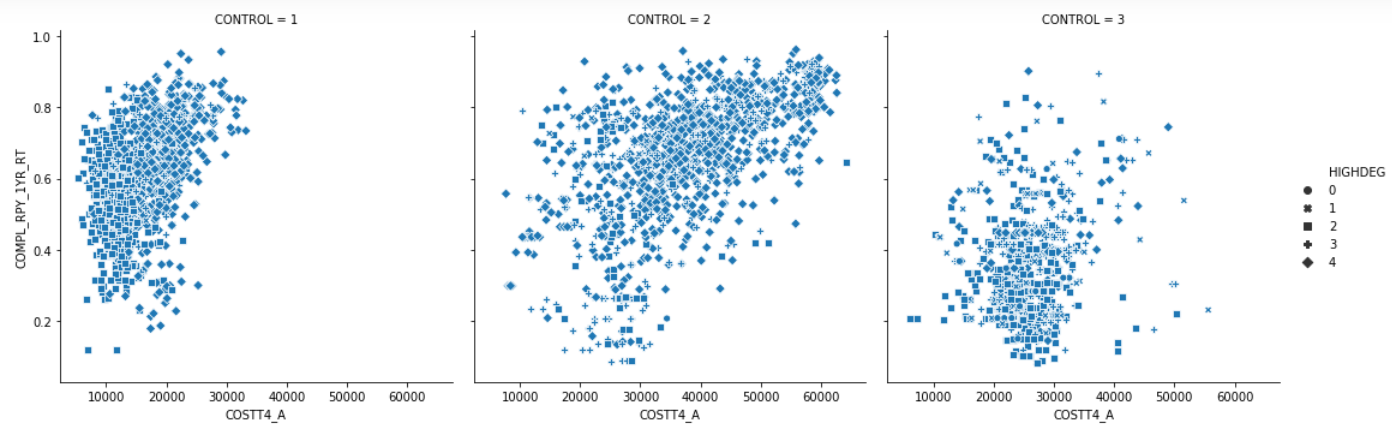 CONTROL = 1
CONTROL = 2
CONTROL = 3
COMPL_RPY_1YR_RT
1.0
0.8
0.6
0.4
0.2
10000 20000 30000 40000 50000 60000
10000 20000 30000 40000 50000 60000
10000 20000 30000 40000 50000 60000
COSTT4_A
COSTT4_A
COSTT4_A
HIGHDEG
0
1
2
3
4